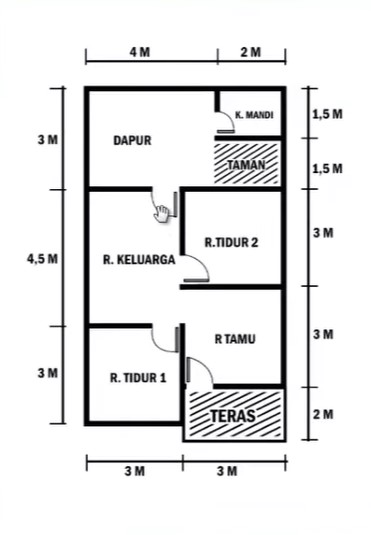 4 M
2 M
K. MANDI
1,5 M
3 M
DAPUR
TAMAN
1,5 M
R.TIDUR 2
3 M
4,5 M
R. KELUARGA
R TAMU
3 M
3 M
R. TIDUR 1
TERAS
2 M
3 M
3 M